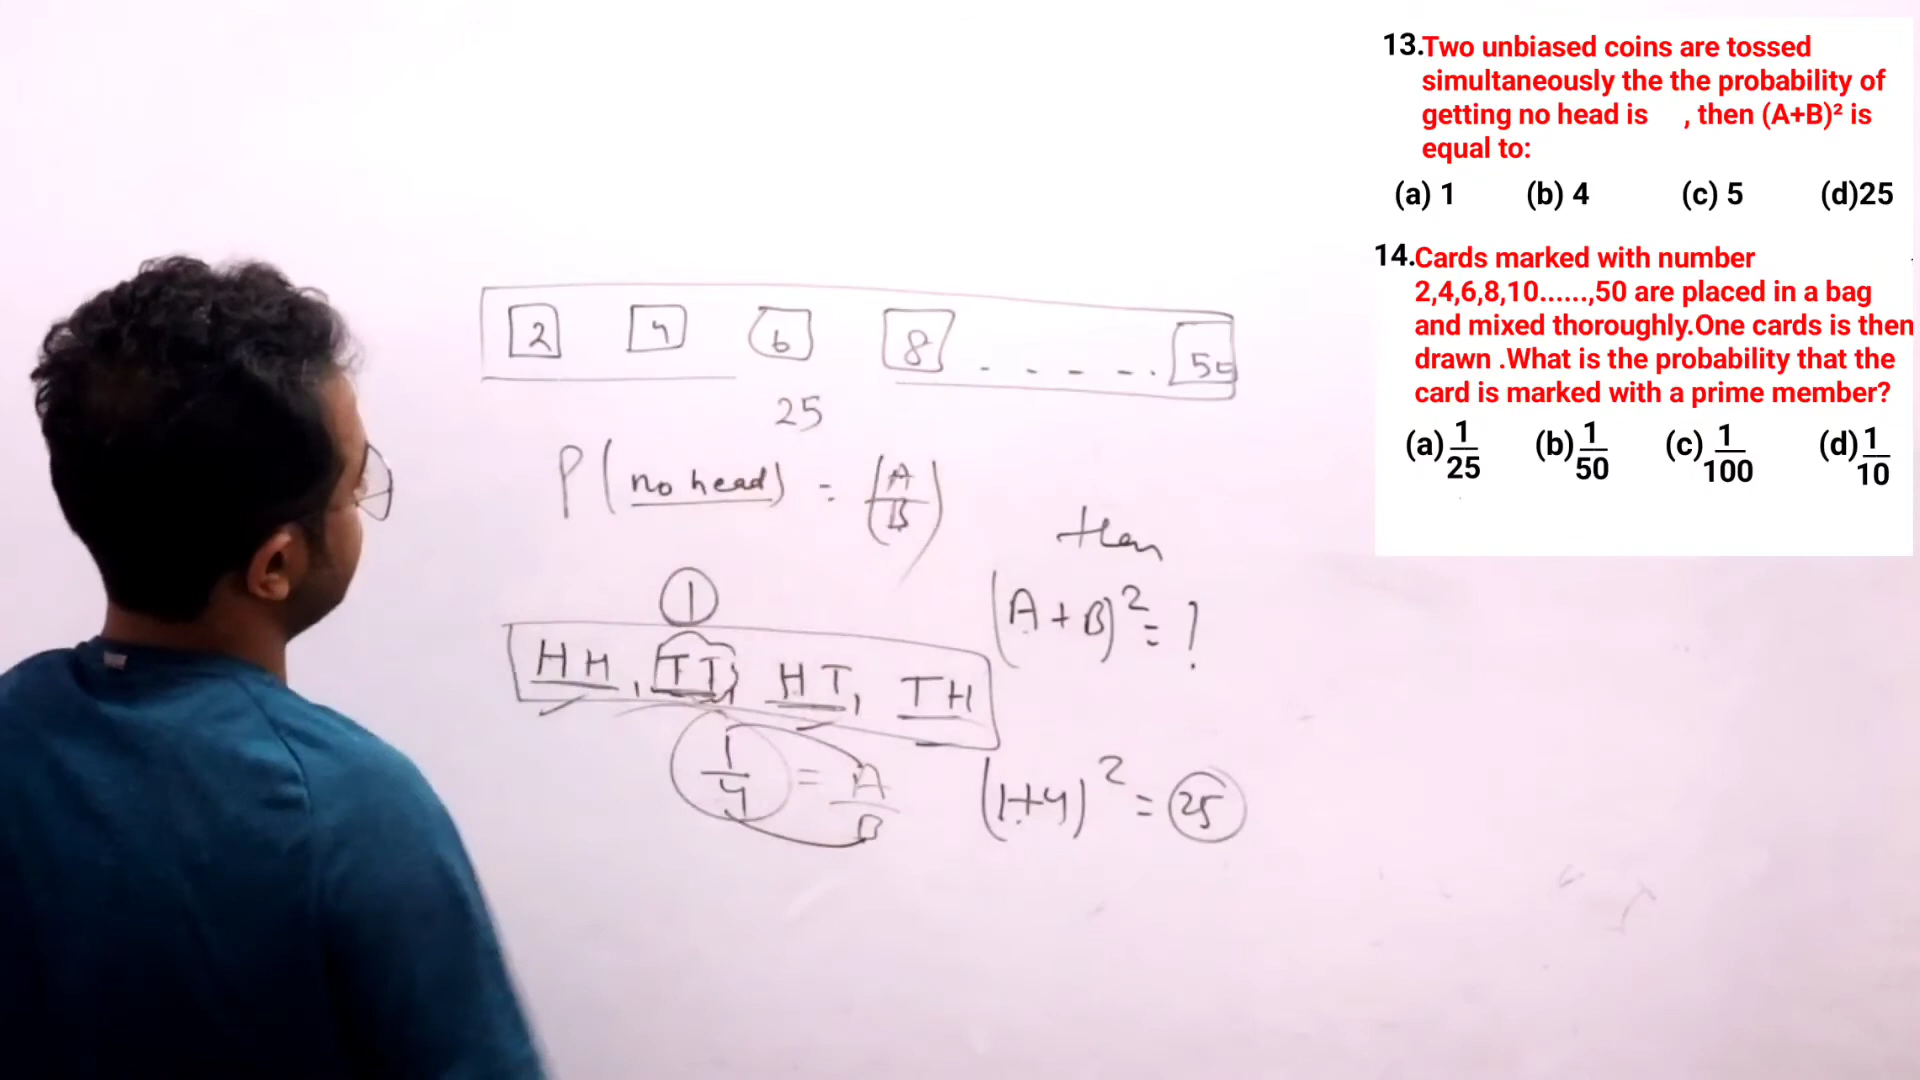 13.Two unbiased coins are tossed
simultaneously the the probability of
getting no head is , then (A+B)² is
equal to:
(a) 1 (b) 4 (c) 5 (d)25
14.Cards marked with number
2,4,6,8,10......,50 are placed in a bag
and mixed thoroughly.One cards is then
drawn .What is the probability that the
card is marked with a prime member?
(a) 1/25 (b) 1/50 (c) 1/100 (d) 1/10
2 4 6 8 . - - - - . 50
25
P(no head) = (A/B)
then
(A+B)² = ?
1
HH, TT, HT, TH
1/4 = A/B (1+4)² = 25